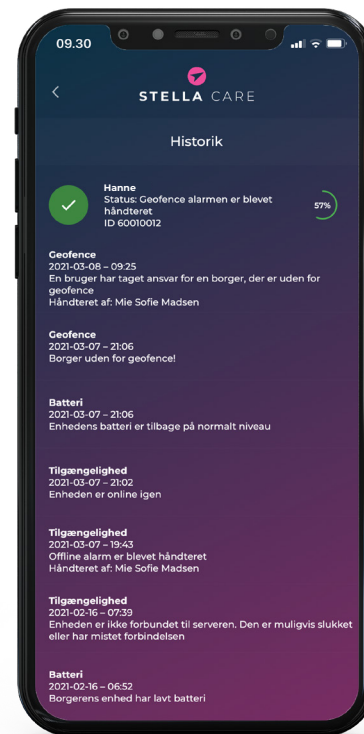 09.30
STELLA CARE
Historik
Hanne
Status: Geofence alarmen er blevet
håndteret
ID 60010012
57%
Geofence
2021-03-08 – 09:25
En bruger har taget ansvar for en borger, der er uden for
geofence
Håndteret af: Mie Sofie Madsen
Geofence
2021-03-07 – 21:06
Borger uden for geofence!
Batteri
2021-03-07 – 21:06
Enhedens batteri er tilbage på normalt niveau
Tilgængelighed
2021-03-07 – 21:02
Enheden er online igen
Tilgængelighed
2021-03-07 – 19:43
Offline alarm er blevet håndteret
Håndteret af: Mie Sofie Madsen
Tilgængelighed
2021-02-16 – 07:39
Enheden er ikke forbundet til serveren. Den er muligvis slukket
eller har mistet forbindelsen
Batteri
2021-02-16 – 06:52
Borgerens enhed har lavt batteri